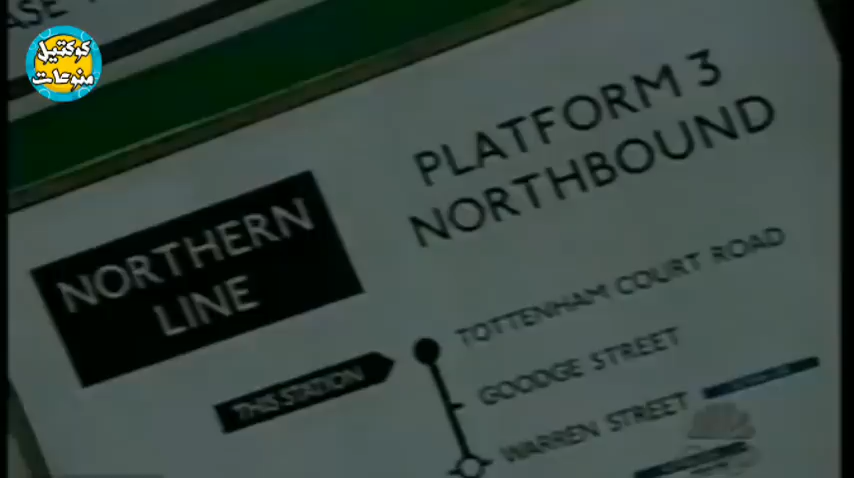 كوكتيل
منوعات
PLATFORM 3
NORTHBOUND
NORTHERN
LINE
TOTTENHAM COURT ROAD
THIS STATION
GOODGE STREET
WARREN STREET